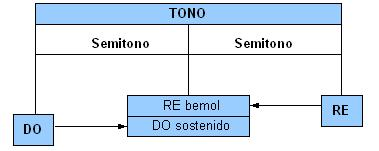 TONO
Semitono Semitono
RE bemol
DO sostenido
DO
RE